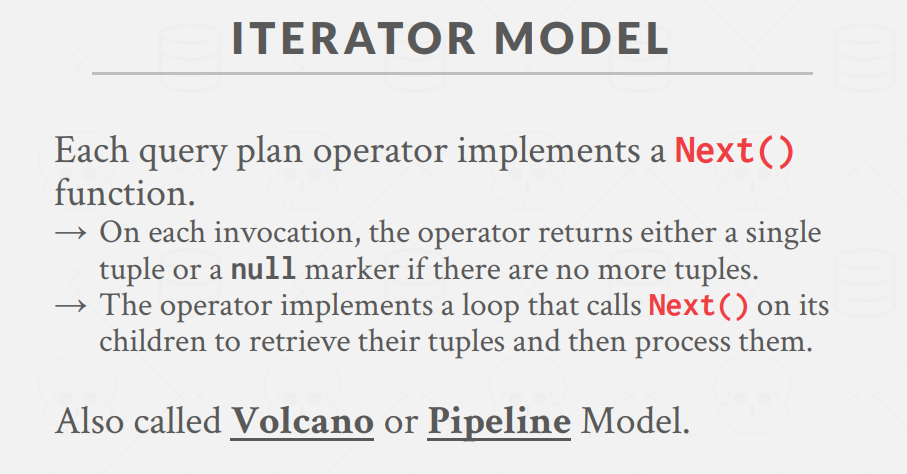 ITERATOR MODEL
Each query plan operator implements a Next()
function.
→ On each invocation, the operator returns either a single
tuple or a null marker if there are no more tuples.
→ The operator implements a loop that calls Next() on its
children to retrieve their tuples and then process them.
Also called Volcano or Pipeline Model.